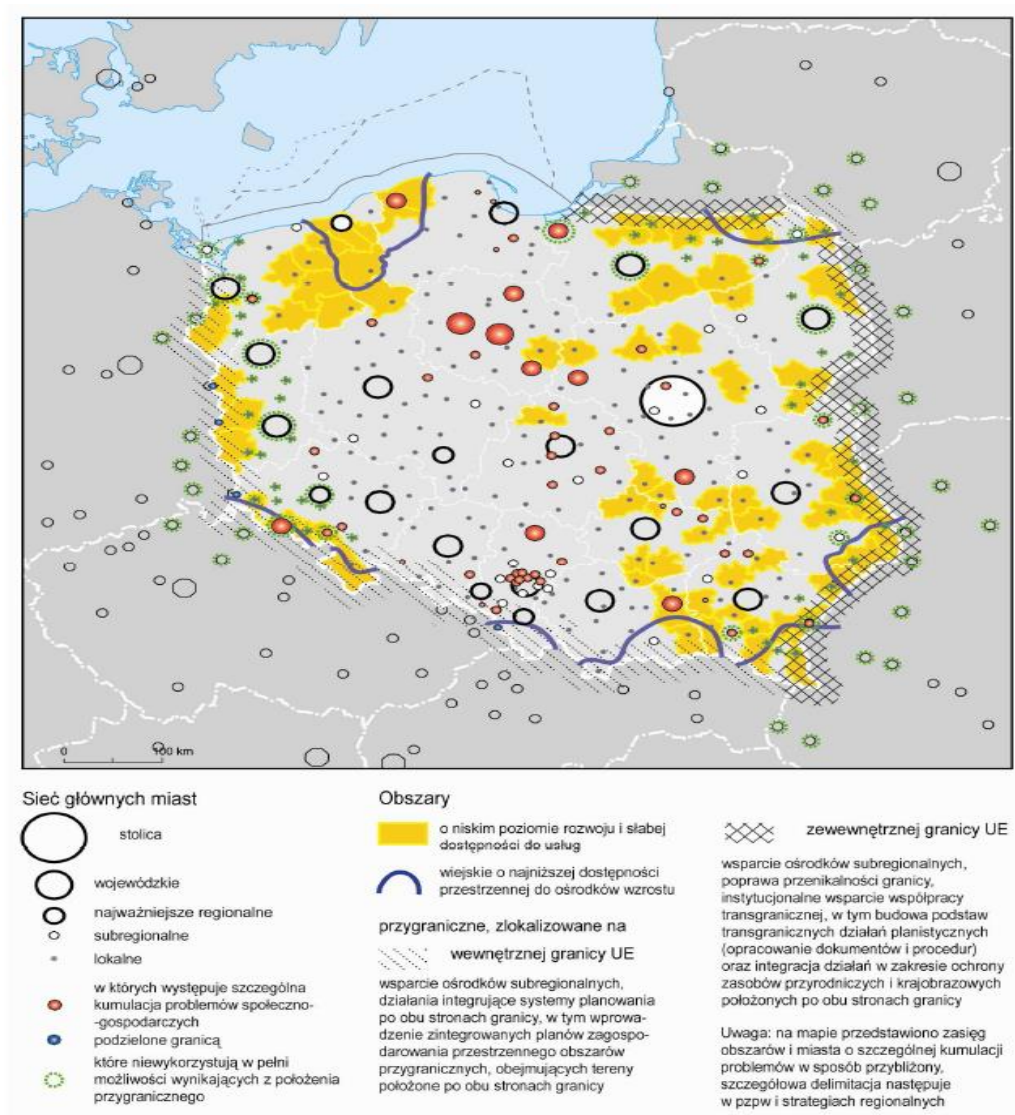 0
100 km
Sieć głównych miast
stolica
wojewódzkie
najważniejsze regionalne
subregionalne
lokalne
w których występuje szczególna
kumulacja problemów społeczno-
-gospodarczych
podzielone granicą
które niewykorzystują w pełni
możliwości wynikających z położenia
przygranicznego
Obszary
o niskim poziomie rozwoju i słabej
dostępności do usług
wiejskie o najniższej dostępności
przestrzennej do ośrodków wzrostu
przygraniczne, zlokalizowane na
wewnętrznej granicy UE
wsparcie ośrodków subregionalnych,
działania integrujące systemy planowania
po obu stronach granicy, w tym wprowa-
dzenie zintegrowanych planów zagospo-
darowania przestrzennego obszarów
przygranicznych, obejmujących tereny
położone po obu stronach granicy
zewewnętrznej granicy UE
wsparcie ośrodków subregionalnych,
poprawa przenikalności granicy,
instytucjonalne wsparcie współpracy
transgranicznej, w tym budowa podstaw
transgranicznych działań planistycznych
(opracowanie dokumentów i procedur)
oraz integracja działań w zakresie ochrony
zasobów przyrodniczych i krajobrazowych
położonych po obu stronach granicy
Uwaga: na mapie przedstawiono zasięg
obszarów i miasta o szczególnej kumulacji
problemów w sposób przybliżony,
szczegółowa delimitacja następuje
w pzpw i strategiach regionalnych